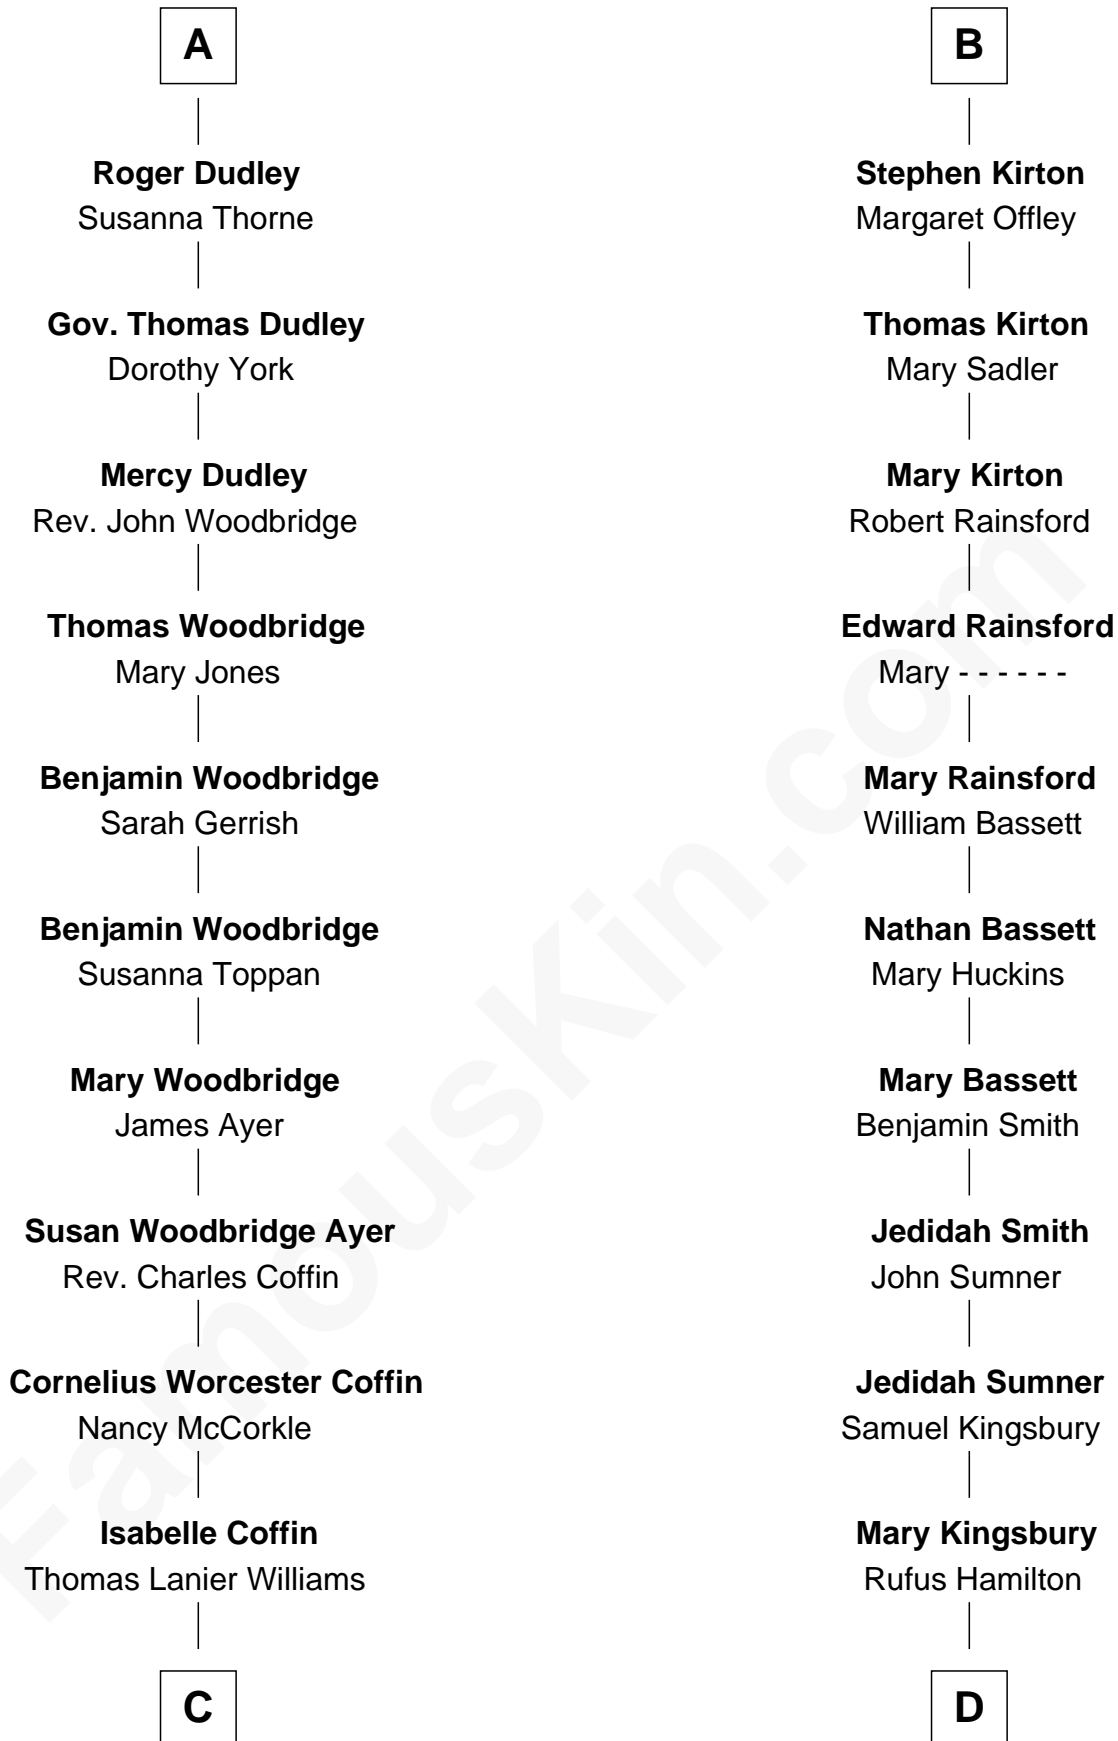 A
Roger Dudley
Susanna Thorne
Gov. Thomas Dudley
Dorothy York
Mercy Dudley
Rev. John Woodbridge
Thomas Woodbridge
Mary Jones
Benjamin Woodbridge
Sarah Gerrish
Benjamin Woodbridge
Susanna Toppan
Mary Woodbridge
James Ayer
Susan Woodbridge Ayer
Rev. Charles Coffin
Cornelius Worcester Coffin
Nancy McCorkle
Isabelle Coffin
Thomas Lanier Williams
C
B
Stephen Kirton
Margaret Offley
Thomas Kirton
Mary Sadler
Mary Kirton
Robert Rainsford
Edward Rainsford
Mary - - - - - -
Mary Rainsford
William Bassett
Nathan Bassett
Mary Huckins
Mary Bassett
Benjamin Smith
Jedidah Smith
John Sumner
Jedidah Sumner
Samuel Kingsbury
Mary Kingsbury
Rufus Hamilton
D
FamousKin.com